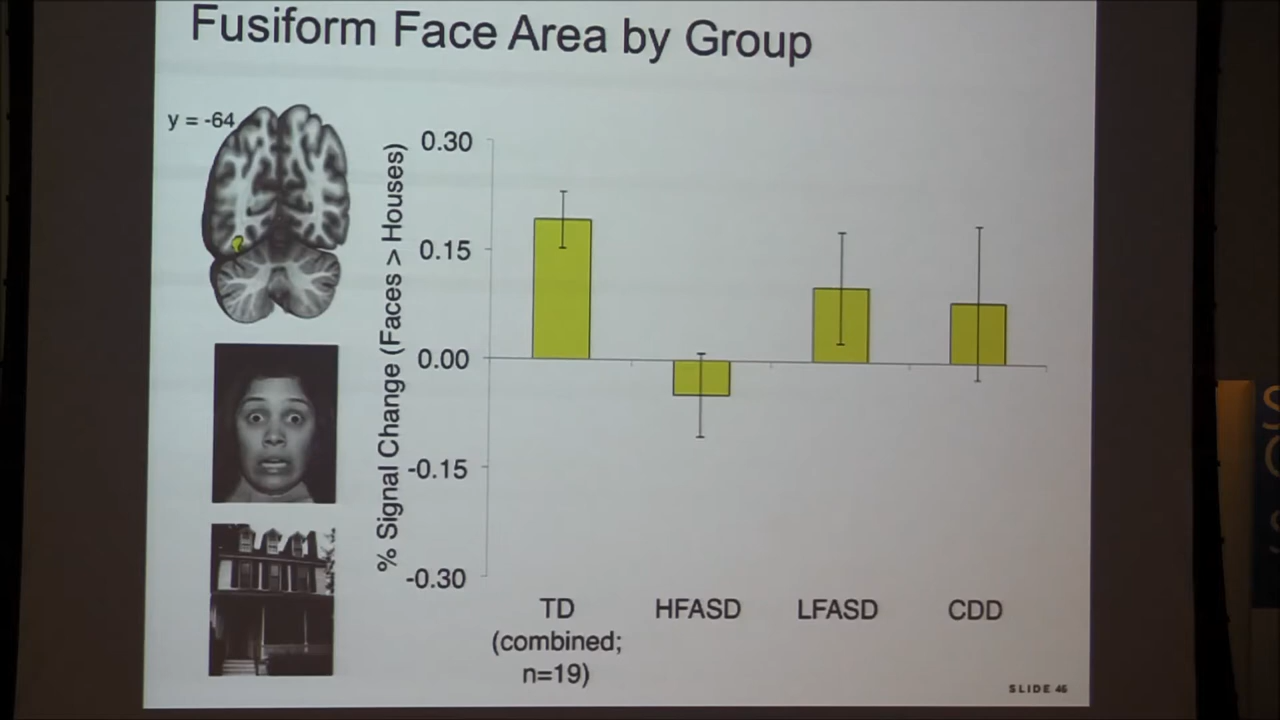 Fusiform Face Area by Group
y = -64
% Signal Change (Faces > Houses)
0.30
0.15
0.00
-0.15
-0.30
TD
(combined;
n=19)
HFASD
LFASD
CDD
SLIDE 46